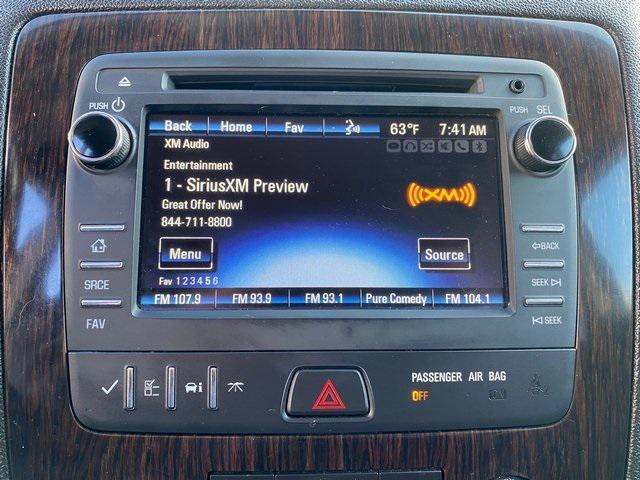 PUSH
PUSH SEL
Back Home Fav 63°F 7:41 AM
XM Audio
Entertainment
1 - SiriusXM Preview
Great Offer Now!
844-711-8800
XM
Menu Source
Fav 1 2 3 4 5 6
FM 107.9 FM 93.9 FM 93.1 Pure Comedy FM 104.1
SRCE
FAV
BACK
SEEK
SEEK
PASSENGER AIR BAG
OFF ON